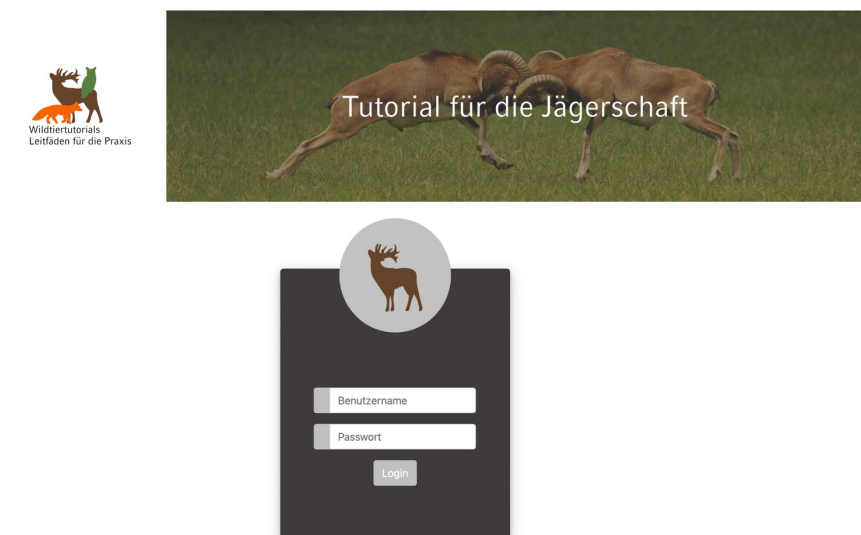 Wildtiertutorials
Leitfäden für die Praxis
Tutorial für die Jägerschaft
Benutzername
Passwort
Login